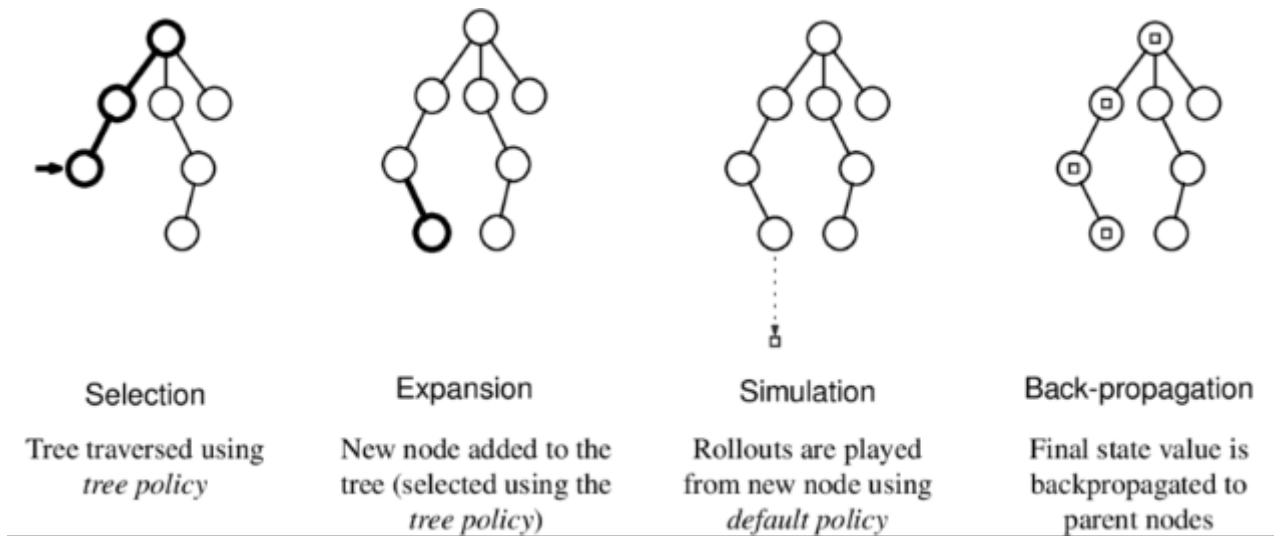 Selection
Tree traversed using
tree policy
Expansion
New node added to the
tree (selected using the
tree policy)
Simulation
Rollouts are played
from new node using
default policy
Back-propagation
Final state value is
backpropagated to
parent nodes